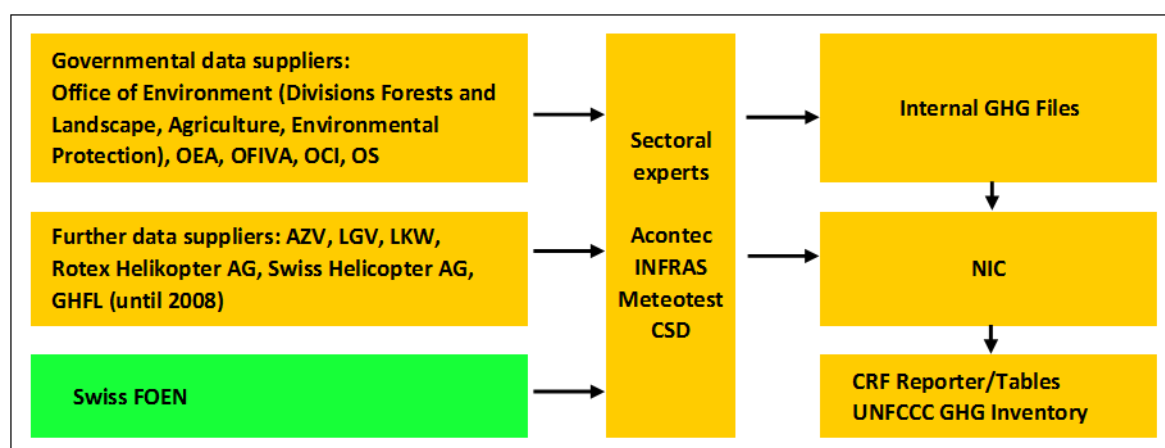 Governmental data suppliers:
Office of Environment (Divisions Forests and
Landscape, Agriculture, Environmental
Protection), OEA, OFIVA, OCI, OS
Further data suppliers: AZV, LGV, LKW,
Rotex Helikopter AG, Swiss Helicopter AG,
GHFL (until 2008)
Swiss FOEN
Sectoral
experts
Acontec
INFRAS
Meteotest
CSD
Internal GHG Files
NIC
CRF Reporter/Tables
UNFCCC GHG Inventory